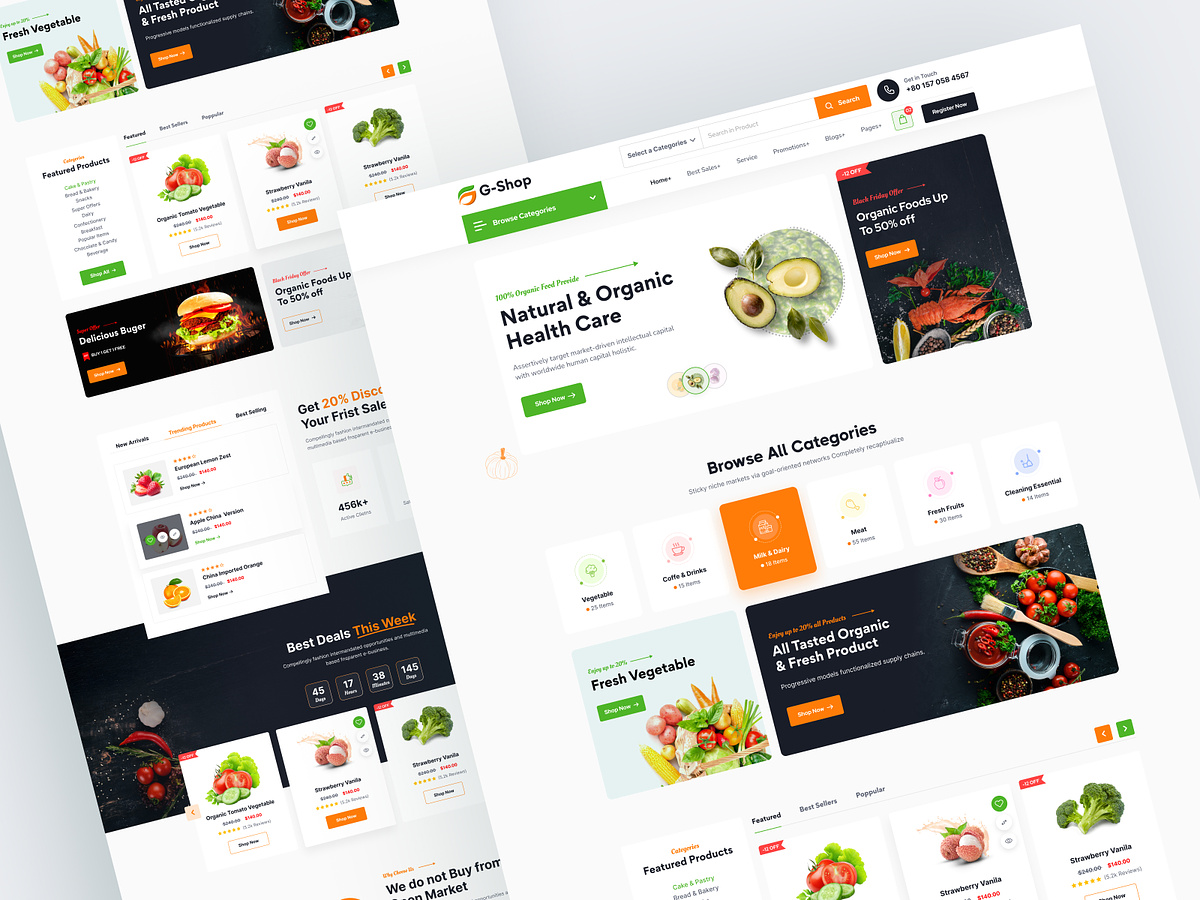 Enjoy up to 20%
Fresh Vegetable
Shop Now
All Tasted Organic
& Fresh Product
Progressive models functionalized supply chains.
Shop Now
Categories
Featured Products
Cake & Pastry
Bread & Bakery
Snacks
Super Offers
Dairy
Confectionery
Breakfast
Popular Items
Chocolate & Candy
Beverage
Shop All
Featured
Best Sellers
Poppular
-12 OFF
Organic Tomato Vegetable
$240.00 $140.00
(5.2k Reviews)
Shop Now
Strawberry Vanila
$240.00 $140.00
(5.2k Reviews)
Shop Now
-12 OFF
Strawberry Vanila
$240.00 $140.00
(5.2k Reviews)
Shop Now
Super Offer
Delicious Buger
BUY 1 GET 1 FREE
Shop Now
Black Friday Offer
Organic Foods Up
To 50% off
Shop Now
New Arrivals
Trending Products
Best Selling
European Lemon Zest
$240.00 $140.00
Shop Now
Apple China Version
$240.00 $140.00
Shop Now
China Imported Orange
$240.00 $140.00
Shop Now
Get 20% Disco
Your Frist Sale
Compellingly fashion intermandated
multimedia based fnsparent e-busines
456k+
Active Clients
Best Deals This Week
Compellingly fashion intermandated opportunities and multimedia
based fnsparent e-business.
45
Days
17
Hours
38
Minutes
145
Days
-12 OFF
Organic Tomato Vegetable
$240.00 $140.00
(5.2k Reviews)
Shop Now
Strawberry Vanila
$240.00 $140.00
(5.2k Reviews)
Shop Now
-12 OFF
Strawberry Vanila
$240.00 $140.00
(5.2k Reviews)
Shop Now
Why Choose Us
We do not Buy from
Open Market
G-Shop
Select a Categories
Search in Product
Search
Get in Touch
+80 157 058 4567
Browse Categories
Home+
Best Sales+
Service
Promotions+
Blogs+
Pages+
Register Now
100% Organic Food Provide
Natural & Organic
Health Care
Assertively target market-driven intellectual capital
with worldwide human capital holistic.
Shop Now
-12 OFF
Black Friday Offer
Organic Foods Up
To 50% off
Shop Now
Browse All Categories
Sticky niche markets via goal-oriented networks Completely recaptiualize
Vegetable
25 Items
Coffe & Drinks
15 Items
Milk & Dairy
18 Items
Meat
55 Items
Fresh Fruits
30 Items
Cleaning Essential
14 Items
Enjoy up to 20%
Fresh Vegetable
Shop Now
Enjoy up to 20% all Products
All Tasted Organic
& Fresh Product
Progressive models functionalized supply chains.
Shop Now
Categories
Featured Products
Cake & Pastry
Bread & Bakery
Featured
Best Sellers
Poppular
-12 OFF
Strawberry Vanila
$240.00 $140.00
-12 OFF
Strawberry Vanila
$240.00 $140.00
(5.2k Reviews)
Shop Now